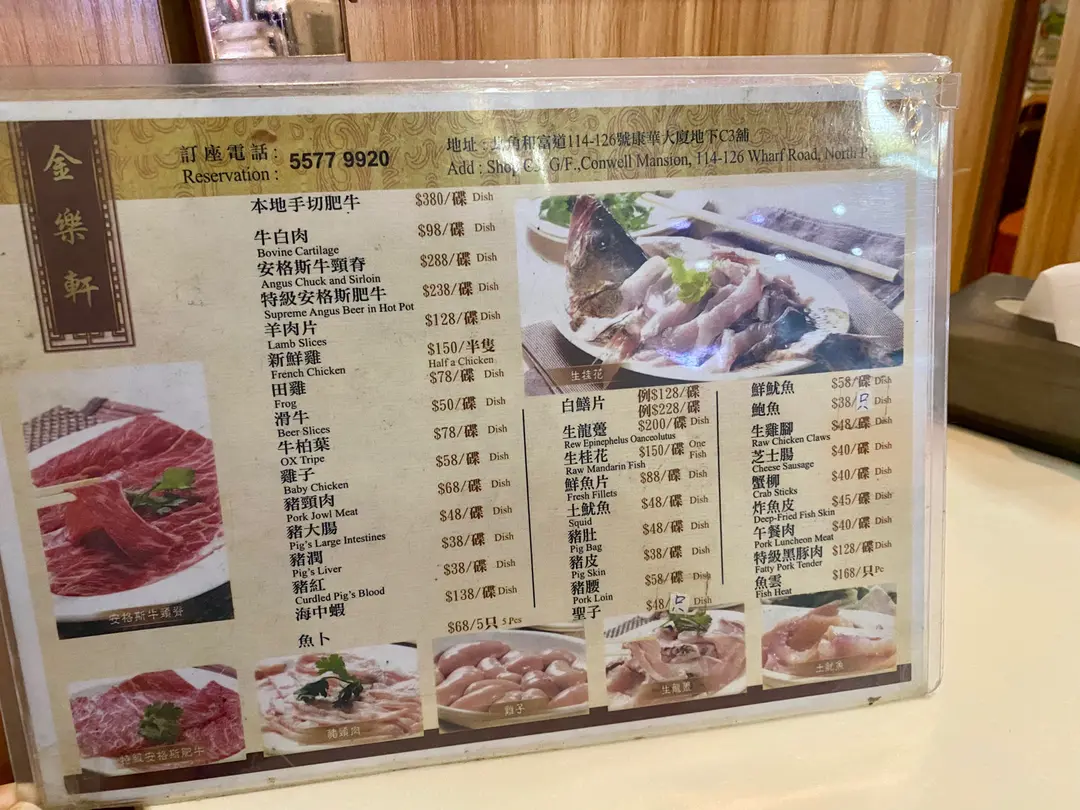 金樂軒
訂座電話: 5577 9920
Reservation :
地址: 北角和富道114-126號康華大廈地下C3舖
Add : Shop C3 G/F.,Conwell Mansion, 114-126 Wharf Road, North
本地手切肥牛 $380/碟 Dish
牛白肉 $98/碟 Dish
Bovine Cartilage
安格斯牛頸脊 $288/碟 Dish
Angus Chuck and Sirloin
特級安格斯肥牛 $238/碟 Dish
Supreme Angus Beer in Hot Pot
羊肉片 $128/碟 Dish
Lamb Slices
新鮮雞 $150/半隻
French Chicken Half a Chicken
田雞 $78/碟 Dish
Frog
滑牛 $50/碟 Dish
Beer Slices
牛柏葉 $78/碟 Dish
OX Tripe
雞子 $58/碟 Dish
Baby Chicken
豬頸肉 $68/碟 Dish
Pork Jowl Meat
豬大腸 $48/碟 Dish
Pig's Large Intestines
豬潤 $38/碟 Dish
Pig's Liver
豬紅 $38/碟 Dish
Curdled Pig's Blood
海中蝦 $138/碟 Dish
魚卜 $68/5只 5 Pcs
生桂花
白鱔片 例$128/碟
例$228/碟
生龍躉 $200/碟 Dish
Rew Epinephelus Oanceolutus
生桂花 $150/碟 One Fish
Raw Mandarin Fish
鮮魚片 $88/碟 Dish
Fresh Fillets
土魷魚 $48/碟 Dish
Squid
豬肚 $48/碟 Dish
Pig Bag
豬皮 $38/碟 Dish
Pig Skin
豬腰 $58/碟 Dish
Pork Loin
聖子 $48/只 Dish
鮮魷魚 $58/碟 Dish
鮑魚 $38/只 Dish
生雞腳 $48/碟 Dish
Raw Chicken Claws
芝士腸 $40/碟 Dish
Cheese Sausage
蟹柳 $40/碟 Dish
Crab Sticks
炸魚皮 $45/碟 Dish
Deep-Fried Fish Skin
午餐肉 $40/碟 Dish
Pork Luncheon Meat
特級黑豚肉 $128/碟 Dish
Fatty Pork Tender
魚雲 $168/只 Pc
Fish Heat
安格斯牛頸脊
特級安格斯肥牛
豬頸肉
雞子
生龍躉
土魷魚